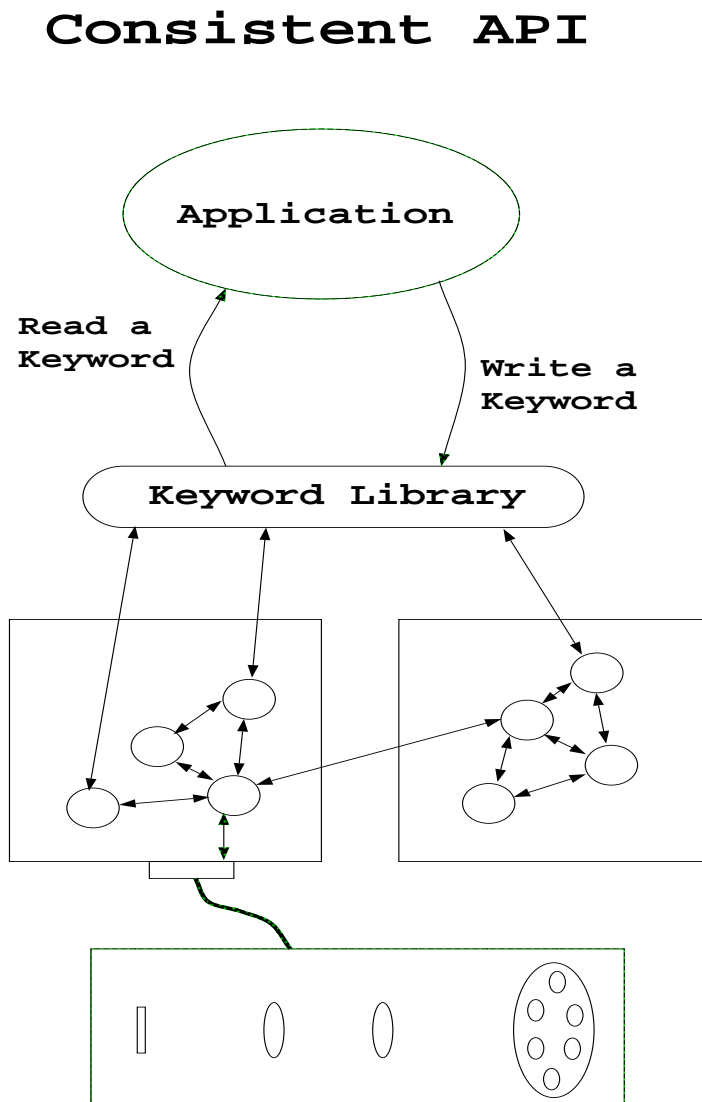 Consistent API
Application
Read a
Keyword
Write a
Keyword
Keyword Library